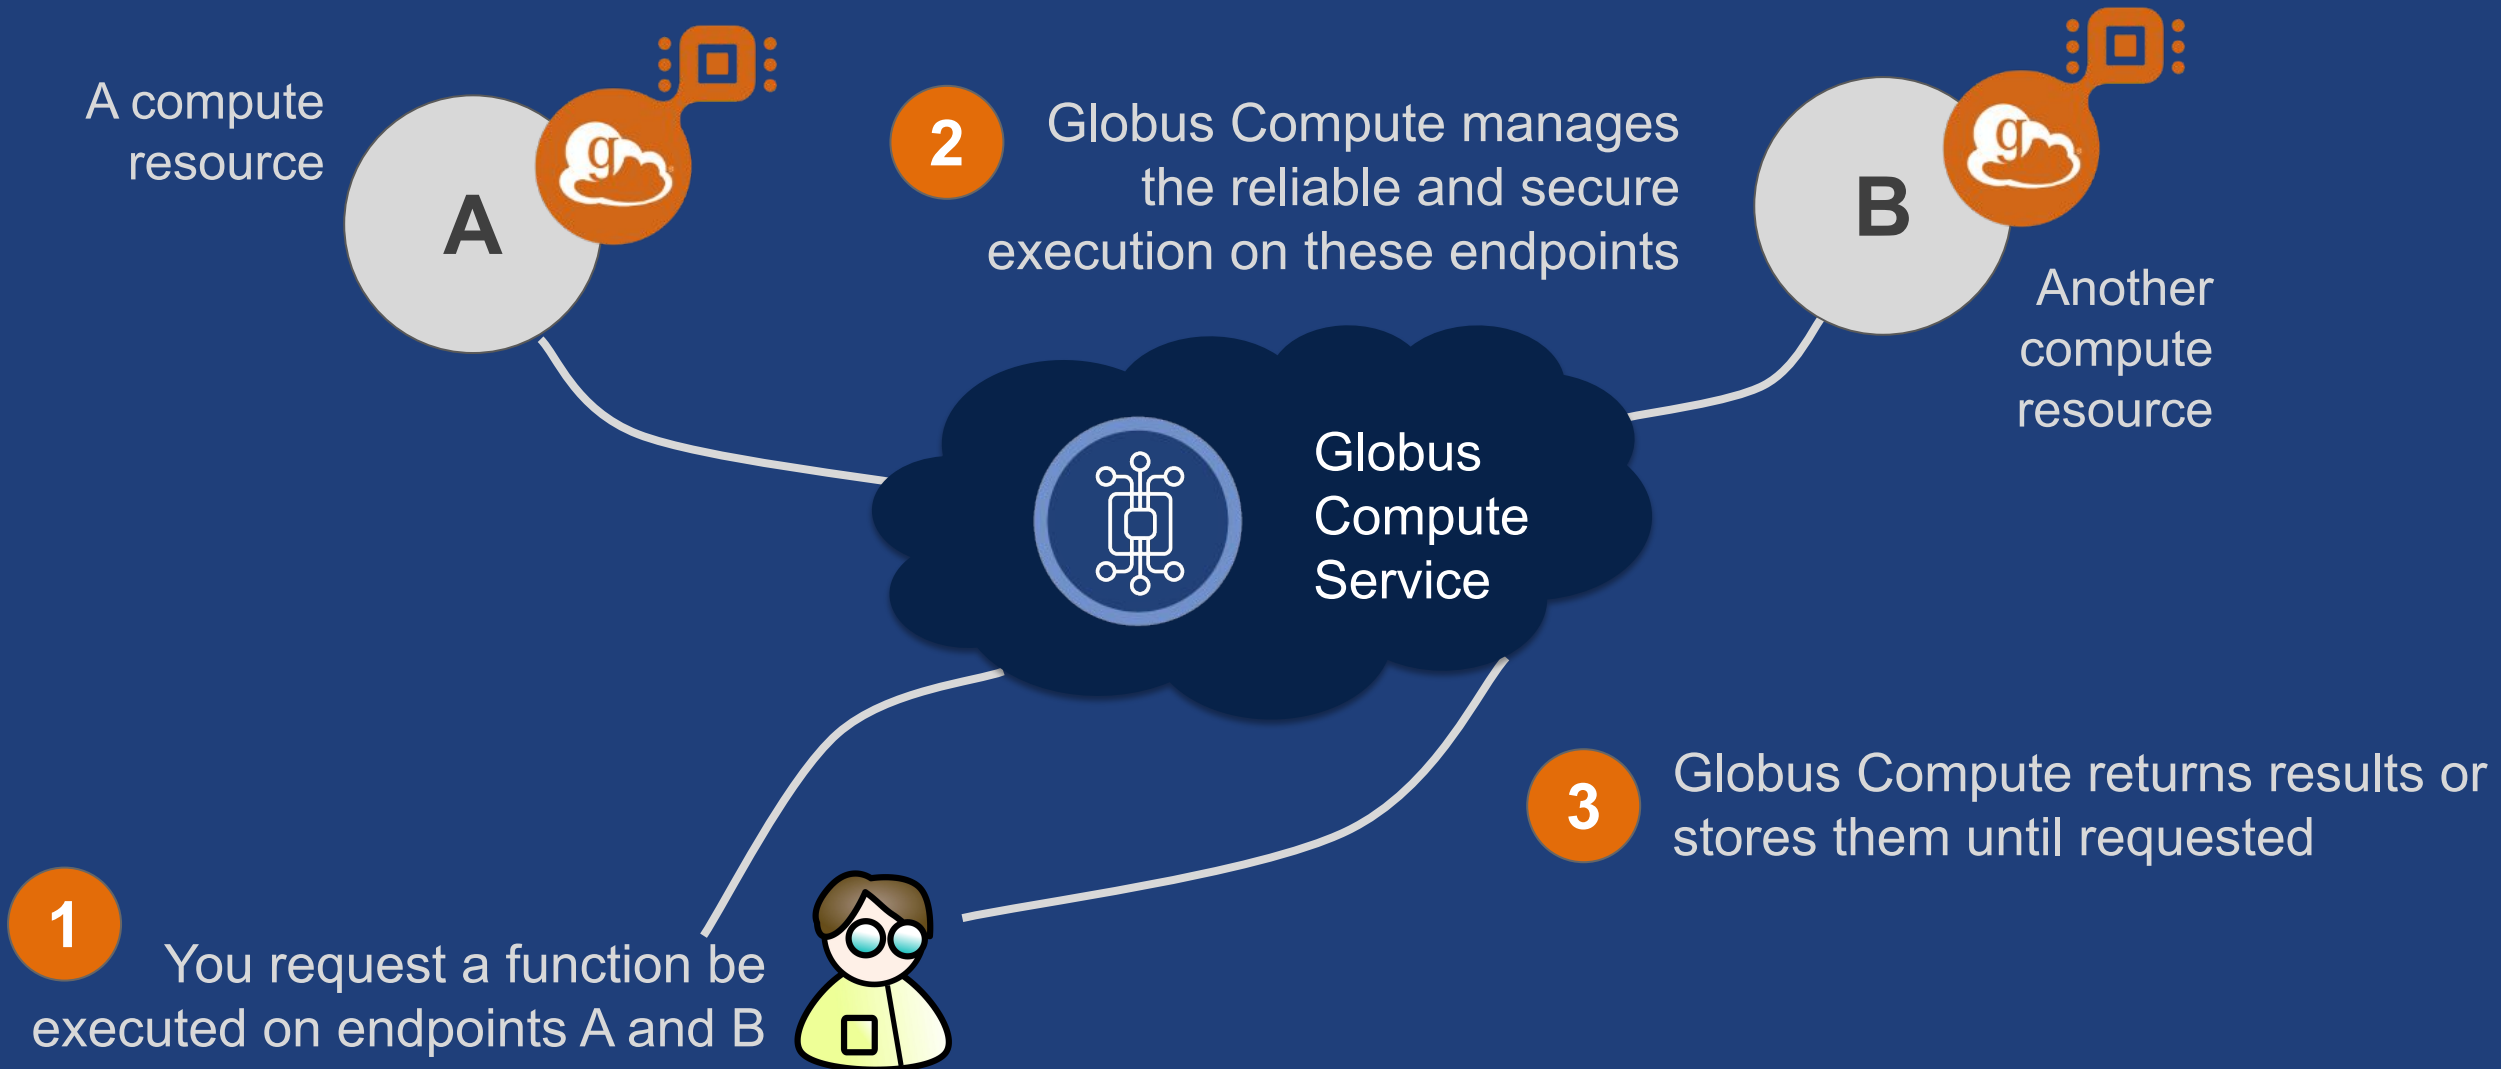 A compute
resource
A
2
Globus Compute manages
the reliable and secure
execution on these endpoints
B
Another
compute
resource
Globus
Compute
Service
3
Globus Compute returns results or
stores them until requested
1
You request a function be
executed on endpoints A and B
g
g